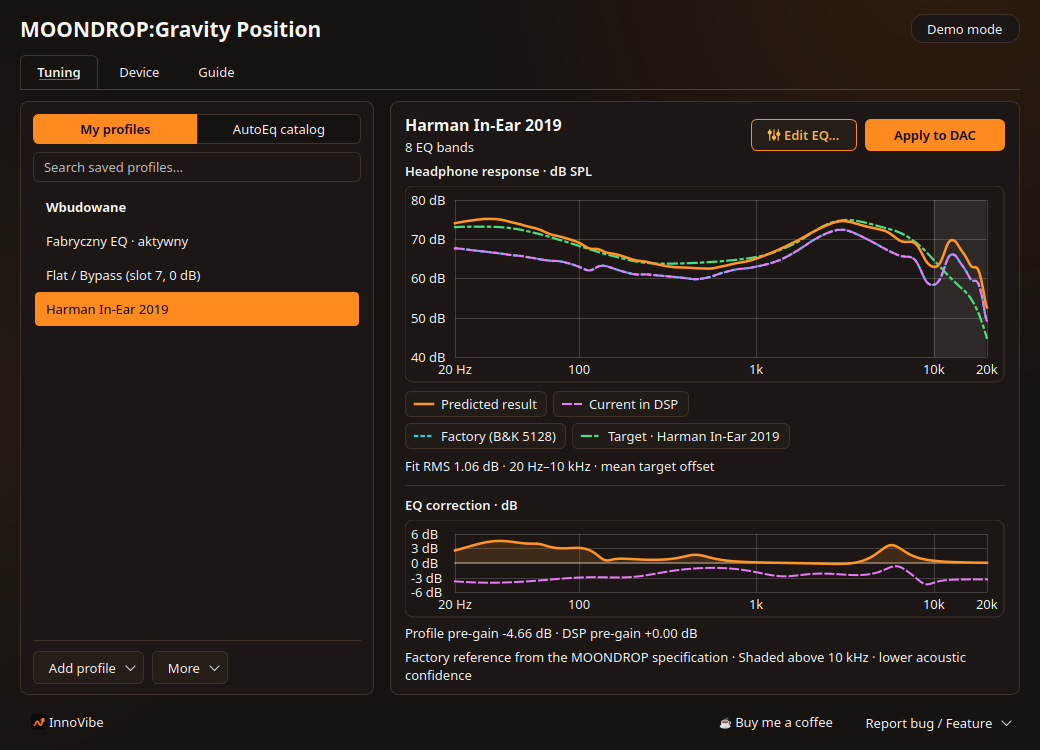 MOONDROP:Gravity Position
Demo mode
Tuning
Device
Guide
My profiles
AutoEq catalog
Search saved profiles...
Wbudowane
Fabryczny EQ · aktywny
Flat / Bypass (slot 7, 0 dB)
Harman In-Ear 2019
Add profile
More
Harman In-Ear 2019
8 EQ bands
Edit EQ...
Apply to DAC
Headphone response · dB SPL
80 dB
70 dB
60 dB
50 dB
40 dB
20 Hz
100
1k
10k
20k
Predicted result
Current in DSP
Factory (B&K 5128)
Target · Harman In-Ear 2019
Fit RMS 1.06 dB · 20 Hz–10 kHz · mean target offset
EQ correction · dB
6 dB
3 dB
0 dB
-3 dB
-6 dB
20 Hz
100
1k
10k
20k
Profile pre-gain -4.66 dB · DSP pre-gain +0.00 dB
Factory reference from the MOONDROP specification · Shaded above 10 kHz · lower acoustic
confidence
InnoVibe
Buy me a coffee
Report bug / Feature